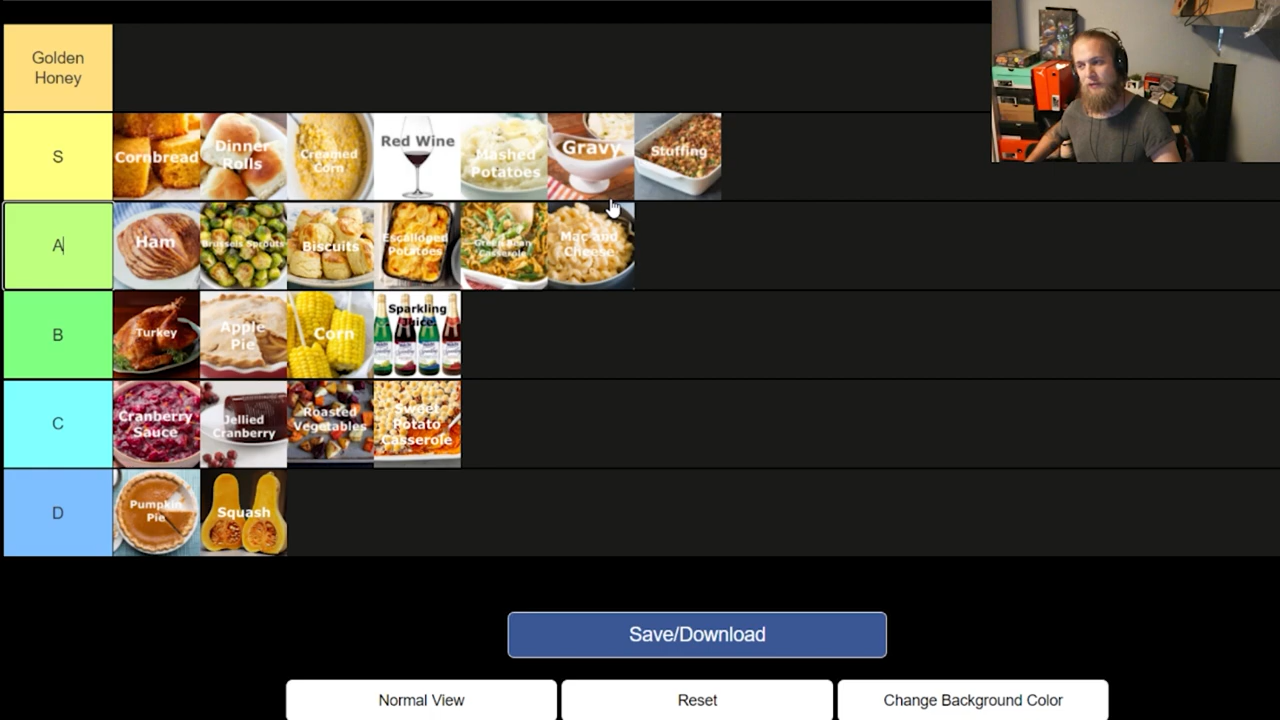 Golden
Honey
S
Cornbread
Dinner
Rolls
Creamed
Corn
Red Wine
Mashed
Potatoes
Gravy
Stuffing
A
Ham
Brussels Sprouts
Biscuits
Escalloped
Potatoes
Green Bean
Casserole
Mac and
Cheese
B
Turkey
Apple
Pie
Corn
Sparkling
Juice
C
Cranberry
Sauce
Jellied
Cranberry
Roasted
Vegetables
Sweet
Potato
Casserole
D
Pumpkin
Pie
Squash
Save/Download
Normal View
Reset
Change Background Color